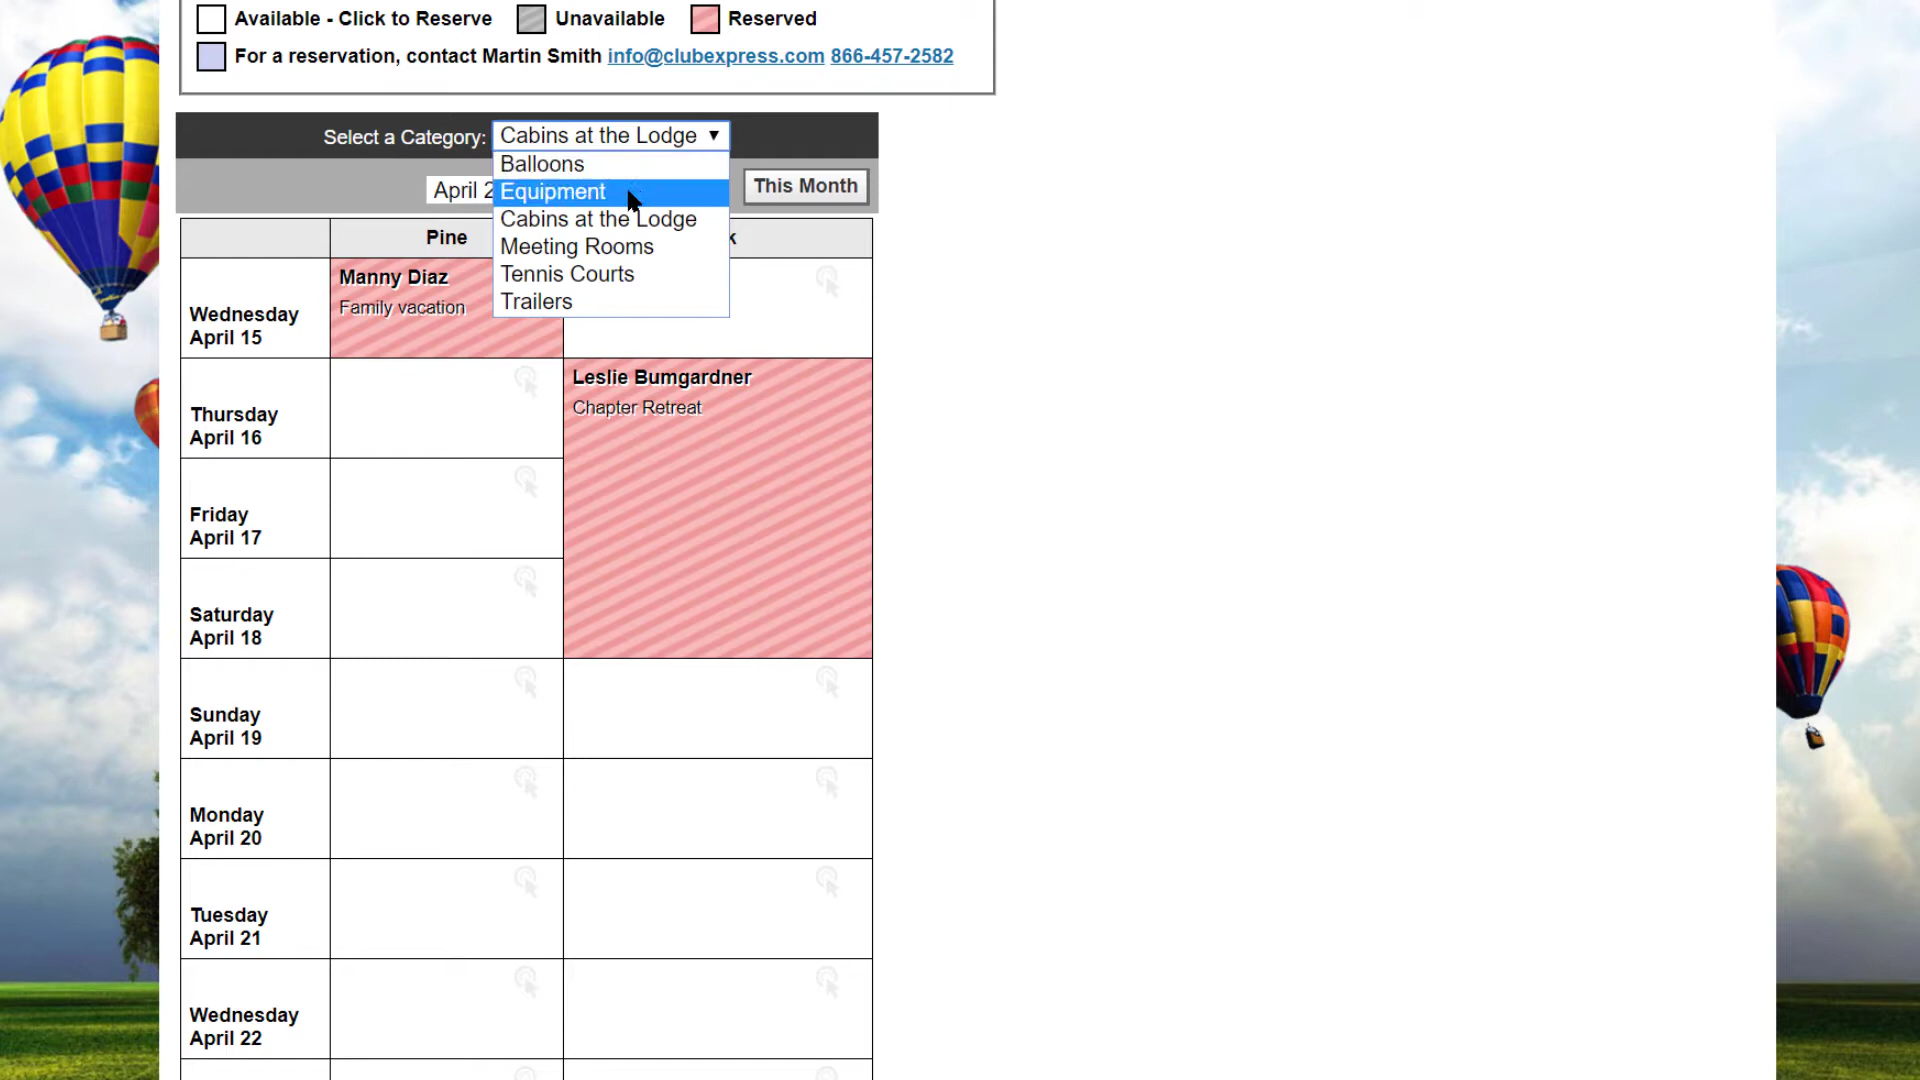 Available - Click to Reserve Unavailable Reserved
For a reservation, contact Martin Smith info@clubexpress.com 866-457-2582
Select a Category: Cabins at the Lodge
Balloons
Equipment
Cabins at the Lodge
Meeting Rooms
Tennis Courts
Trailers
April This Month
Pine
Manny Diaz
Family vacation
Wednesday
April 15
Leslie Bumgardner
Chapter Retreat
Thursday
April 16
Friday
April 17
Saturday
April 18
Sunday
April 19
Monday
April 20
Tuesday
April 21
Wednesday
April 22